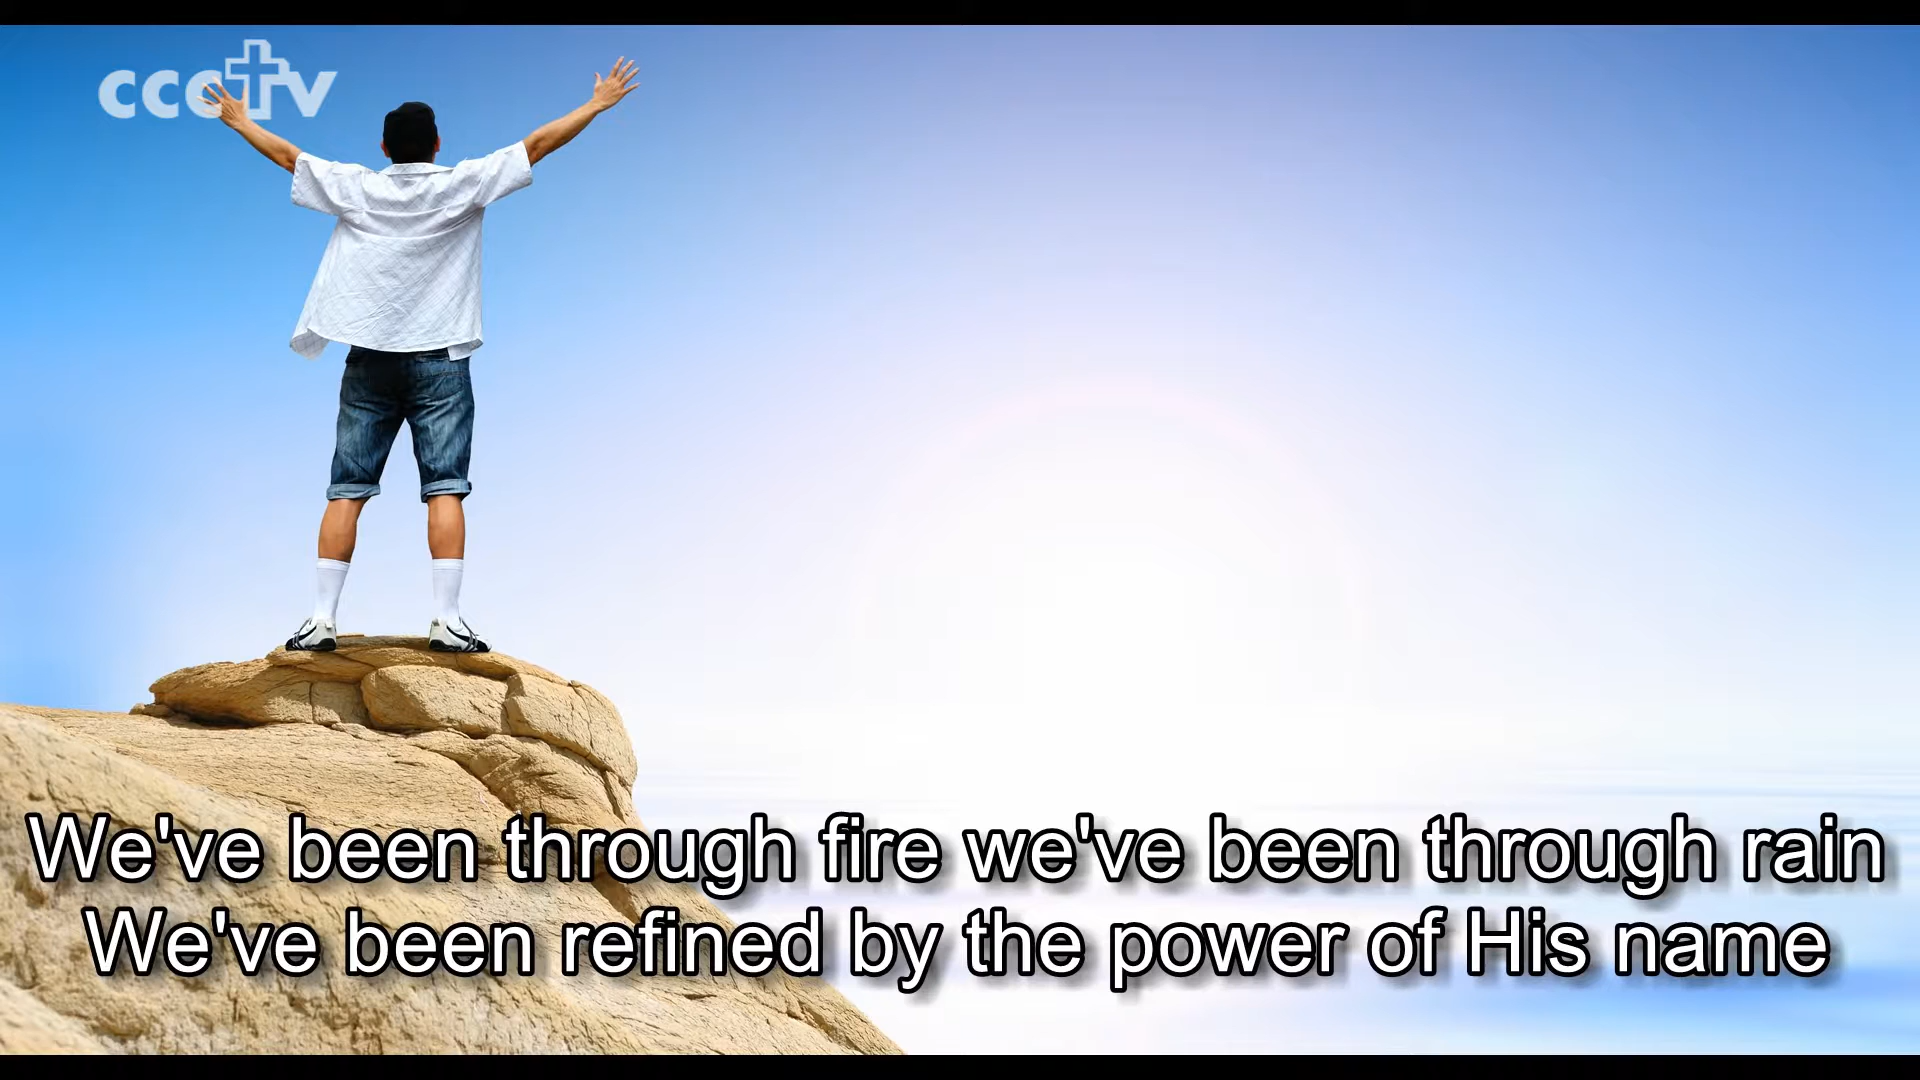 ccctv
We've been through fire we've been through rain
We've been refined by the power of His name